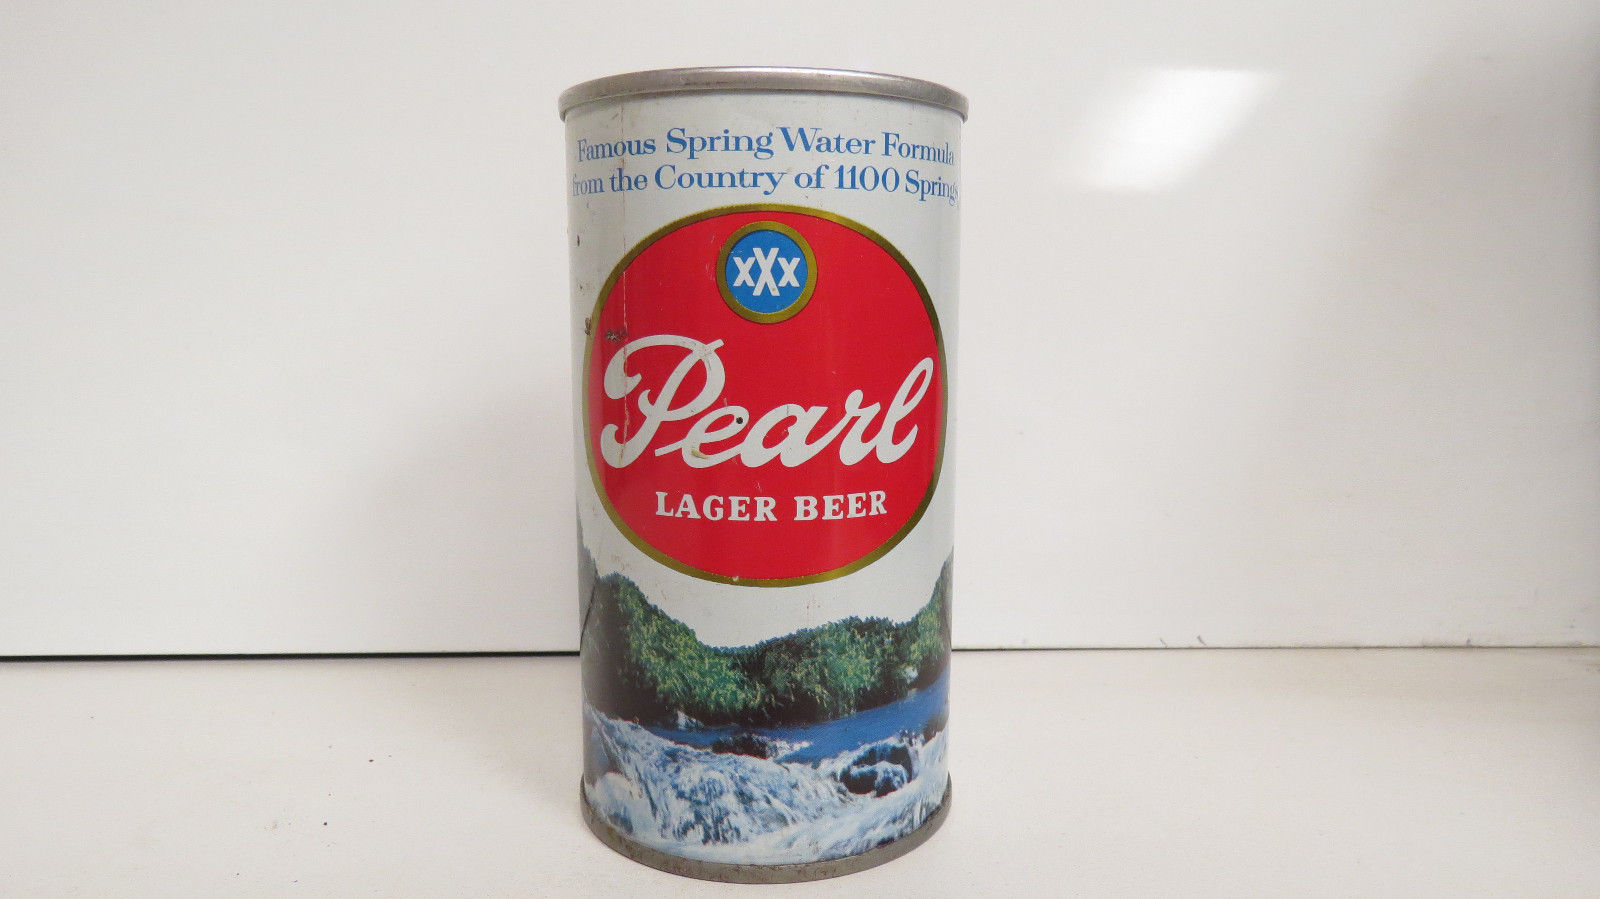 Famous Spring Water Formula
from the Country of 1100 Springs
XXX
Pearl
LAGER BEER